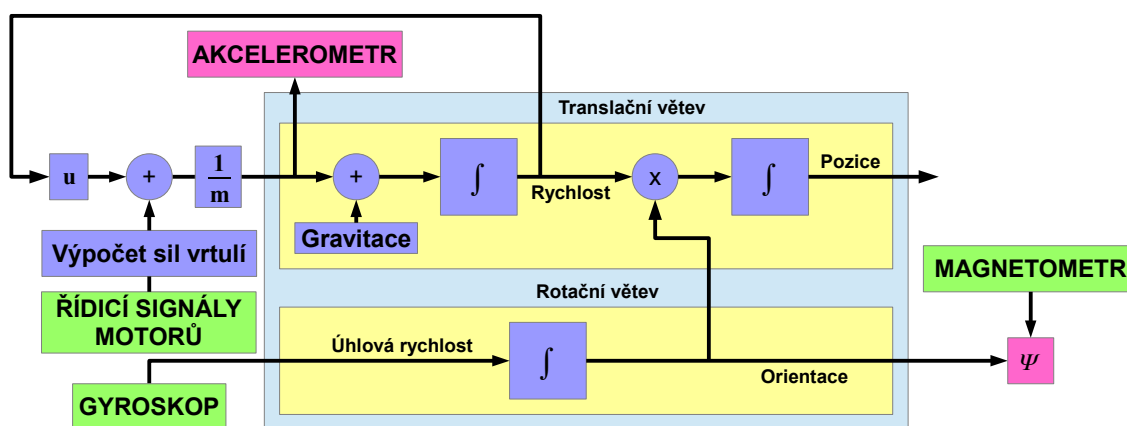 AKCELEROMETR
Translační větev
u
+
1
m
+
∫
Rychlost
x
∫
Pozice
Gravitace
Výpočet sil vrtulí
ŘÍDICÍ SIGNÁLY
MOTORŮ
Rotační větev
MAGNETOMETR
Úhlová rychlost
∫
Orientace
Ψ
GYROSKOP